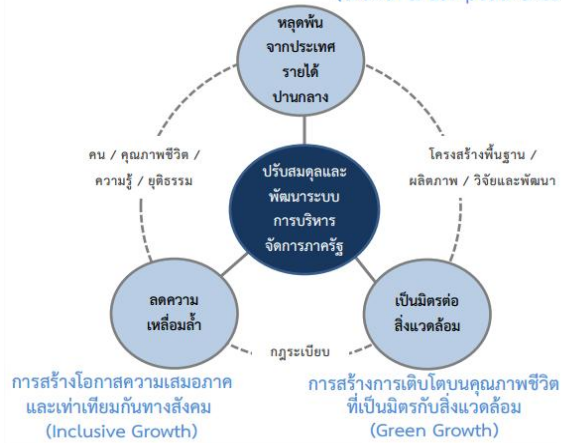 หลุดพ้น
จากประเทศ
รายได้
ปานกลาง
คน / คุณภาพชีวิต /
ความรู้ / ยุติธรรม
โครงสร้างพื้นฐาน /
ผลิตภาพ / วิจัยและพัฒนา
ปรับสมดุลและ
พัฒนาระบบ
การบริหาร
จัดการภาครัฐ
ลดความ
เหลื่อมล้ำ
เป็นมิตรต่อ
สิ่งแวดล้อม
กฎระเบียบ
การสร้างโอกาสความเสมอภาค
และเท่าเทียมกันทางสังคม
(Inclusive Growth)
การสร้างการเติบโตบนคุณภาพชีวิต
ที่เป็นมิตรกับสิ่งแวดล้อม
(Green Growth)